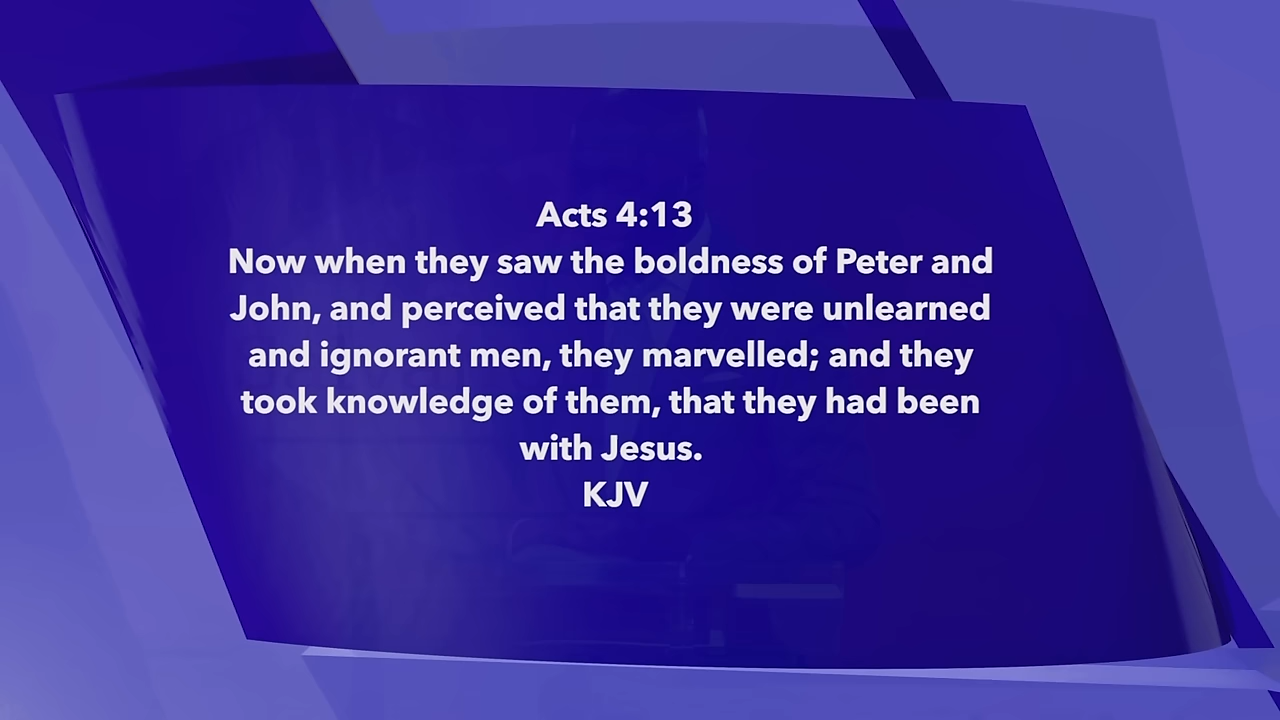 Acts 4:13
Now when they saw the boldness of Peter and
John, and perceived that they were unlearned
and ignorant men, they marvelled; and they
took knowledge of them, that they had been
with Jesus.
KJV